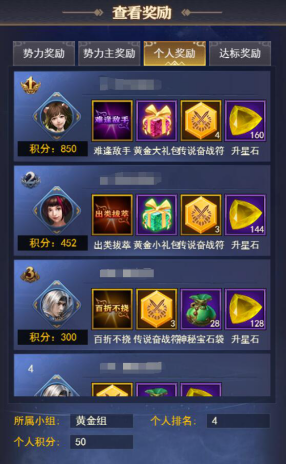 查看奖励
势力奖励 势力主奖励 个人奖励 达标奖励
1
难逢敌手 4 160
积分：850 难逢敌手 黄金大礼包 传说奋战符 升星石
2
出类拔萃 3 144
积分：452 出类拔萃 黄金小礼包 传说奋战符 升星石
3
百折不挠 3 28 128
积分：300 百折不挠 传说奋战符 神秘宝石袋 升星石
4
所属小组： 黄金组 个人排名： 4
个人积分： 50